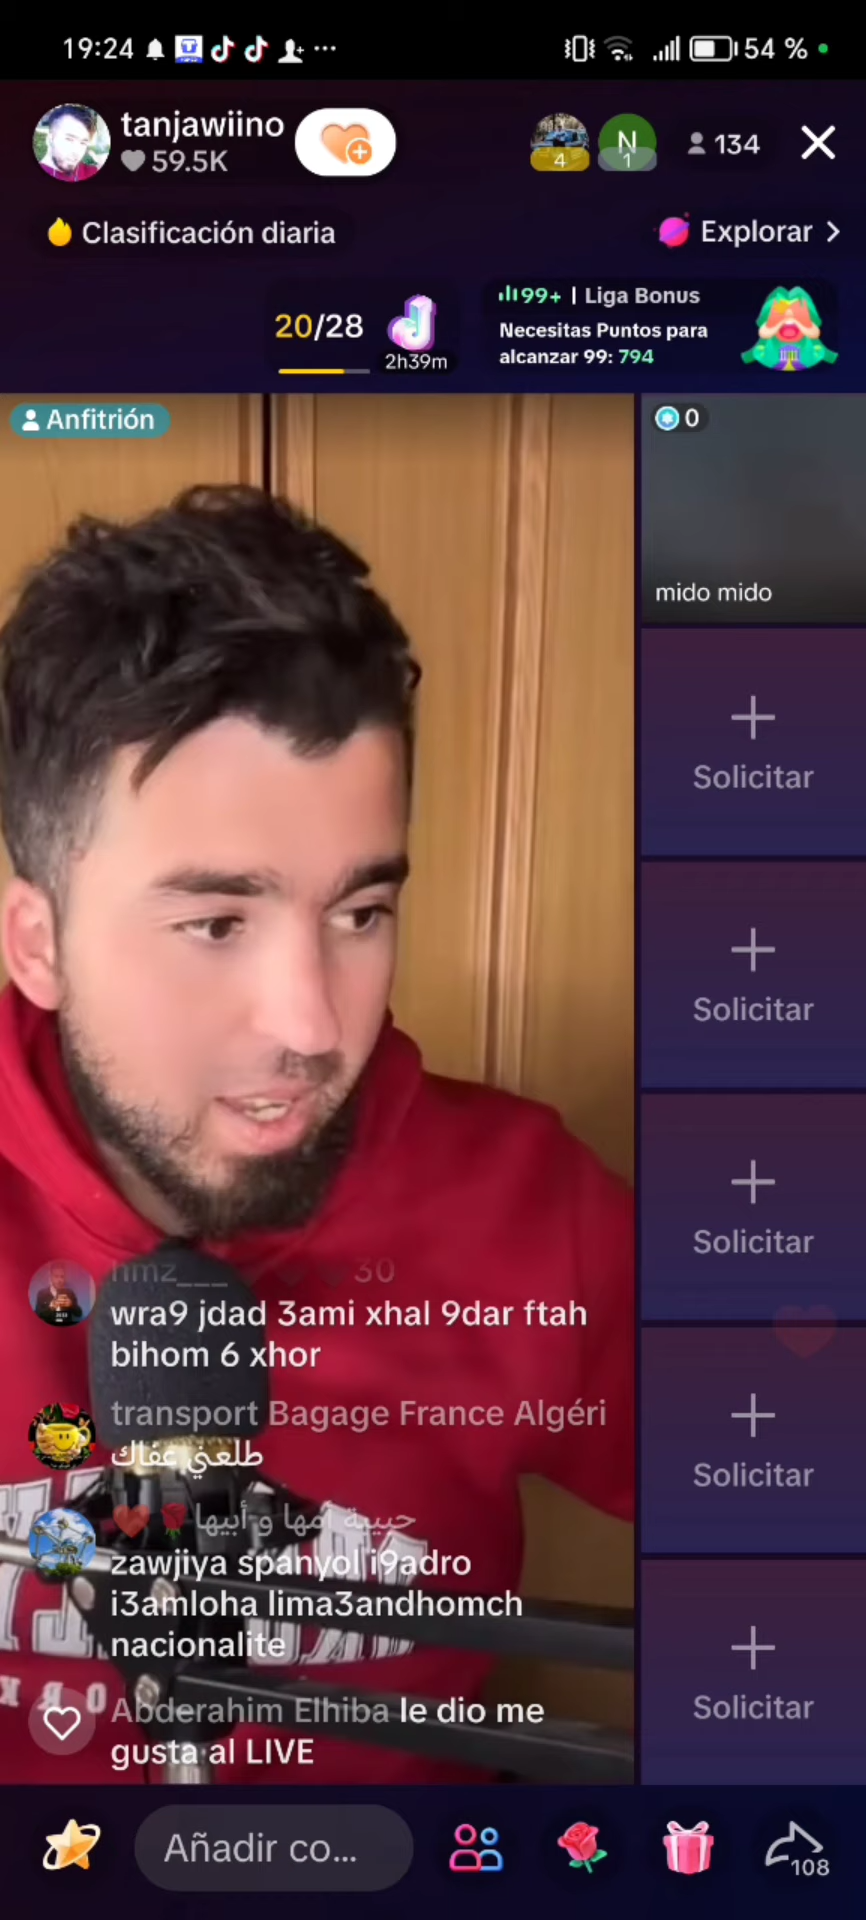 19:24
54 %
tanjawiino
59.5K
4
N
1
134
Clasificación diaria
Explorar
20/28
2h39m
99+ | Liga Bonus
Necesitas Puntos para
alcanzar 99: 794
Anfitrión
0
mido mido
Solicitar
Solicitar
Solicitar
Solicitar
Solicitar
hmz___ 30
wra9 jdad 3ami xhal 9dar ftah
bihom 6 xhor
transport Bagage France Algéri
طلعني عفاك
حبيبة أمها و أبيها🌹❤️
zawjiya spanyol i9adro
i3amloha lima3andhomch
nacionalite
Abderahim Elhiba le dio me
gusta al LIVE
Añadir co...
108